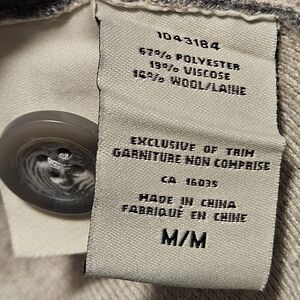 1043184
67% POLYESTER
19% VISCOSE
14% WOOL/LAINE
EXCLUSIVE OF TRIM
GARNITURE NON COMPRISE
CA 16035
MADE IN CHINA
FABRIQUÉ EN CHINE
M/M